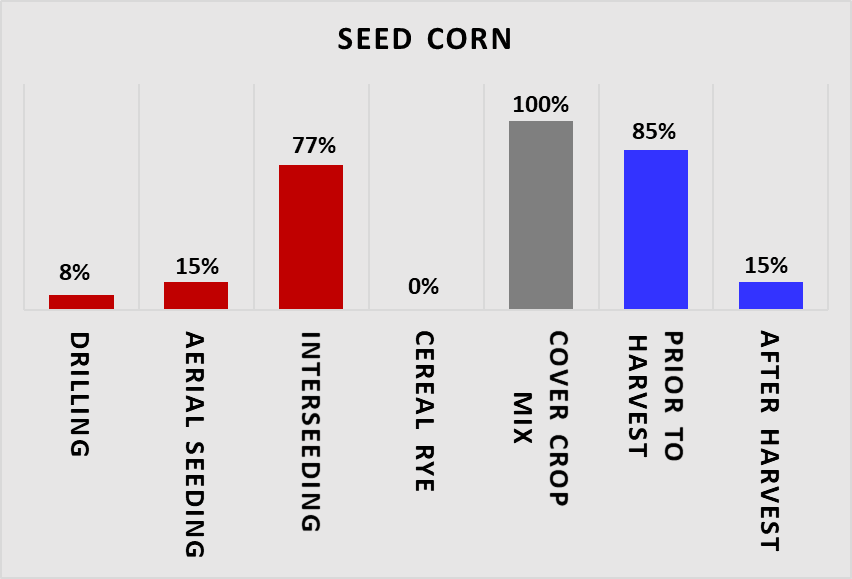 SEED CORN
8%
15%
77%
0%
100%
85%
15%
DRILLING
AERIAL SEEDING
INTERSEEDING
CEREAL RYE
COVER CROP
MIX
PRIOR TO
HARVEST
AFTER HARVEST